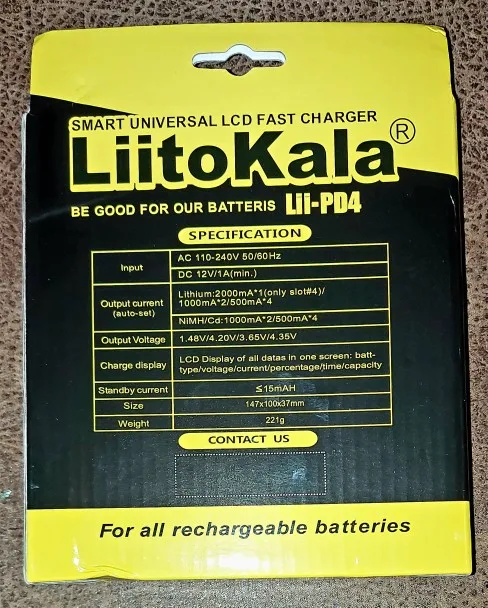 SMART UNIVERSAL LCD FAST CHARGER
LiitoKala®
BE GOOD FOR OUR BATTERIS Lii-PD4
SPECIFICATION
Input
AC 110-240V 50/60Hz
DC 12V/1A(min.)
Output current
(auto-set)
Lithium:2000mA*1(only slot#4)/
1000mA*2/500mA*4
NiMH/Cd:1000mA*2/500mA*4
Output Voltage
1.48V/4.20V/3.65V/4.35V
Charge display
LCD Display of all datas in one screen: batt-
type/voltage/current/percentage/time/capacity
Standby current
≤15mAH
Size
147x100x37mm
Weight
221g
CONTACT US
For all rechargeable batteries